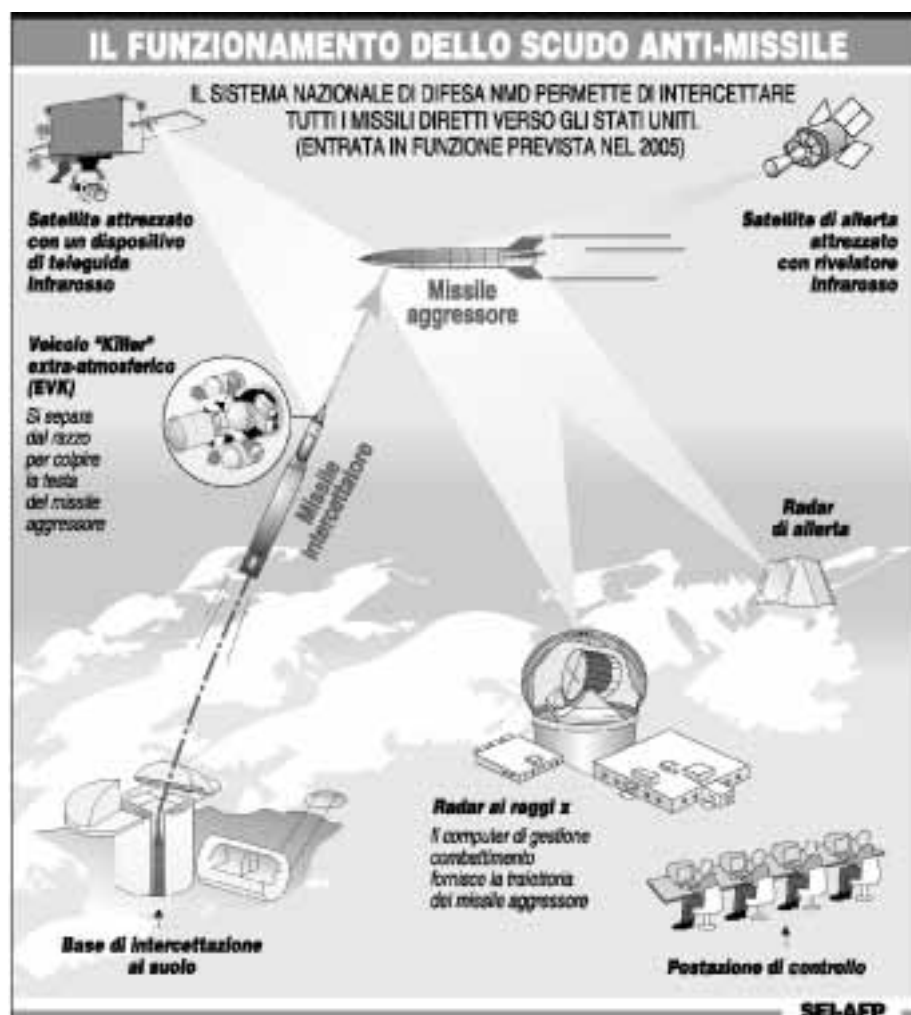 IL FUNZIONAMENTO DELLO SCUDO ANTI-MISSILE
IL SISTEMA NAZIONALE DI DIFESA NMD PERMETTE DI INTERCETTARE
TUTTI I MISSILI DIRETTI VERSO GLI STATI UNITI.
(ENTRATA IN FUNZIONE PREVISTA NEL 2005)
Satellite attrezzato
con un dispositivo
di teleguida
Infrarosso
Satellite di allerta
attrezzato
con rivelatore
Infrarosso
Missile
aggressore
Veicolo "Killer"
extra-atmosferico
(EVK)
Si separa
dal razzo
per colpire
la testa
del missile
aggressore
Missile
intercettatore
Radar
di allerta
Radar ai raggi x
Il computer di gestione
combattimento
fornisce la traiettoria
del missile aggressore
Base di intercettazione
al suolo
Postazione di controllo
SEI-AFP